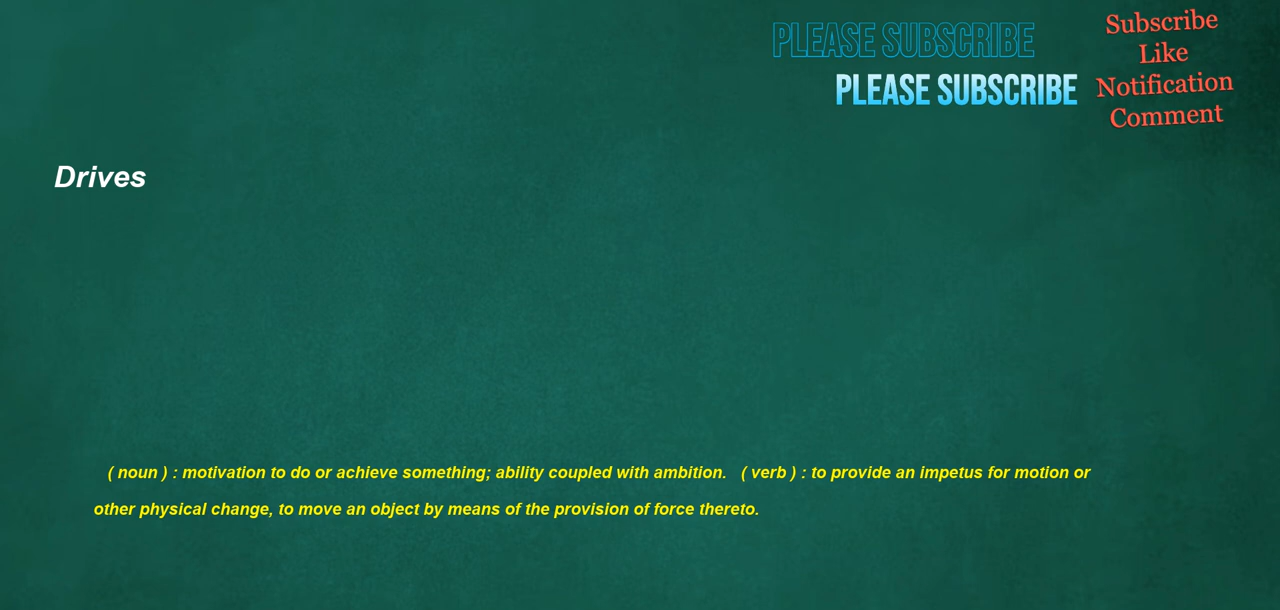 PLEASE SUBSCRIBE
PLEASE SUBSCRIBE
Subscribe
Like
Notification
Comment
Drives
( noun ) : motivation to do or achieve something; ability coupled with ambition. ( verb ) : to provide an impetus for motion or
other physical change, to move an object by means of the provision of force thereto.